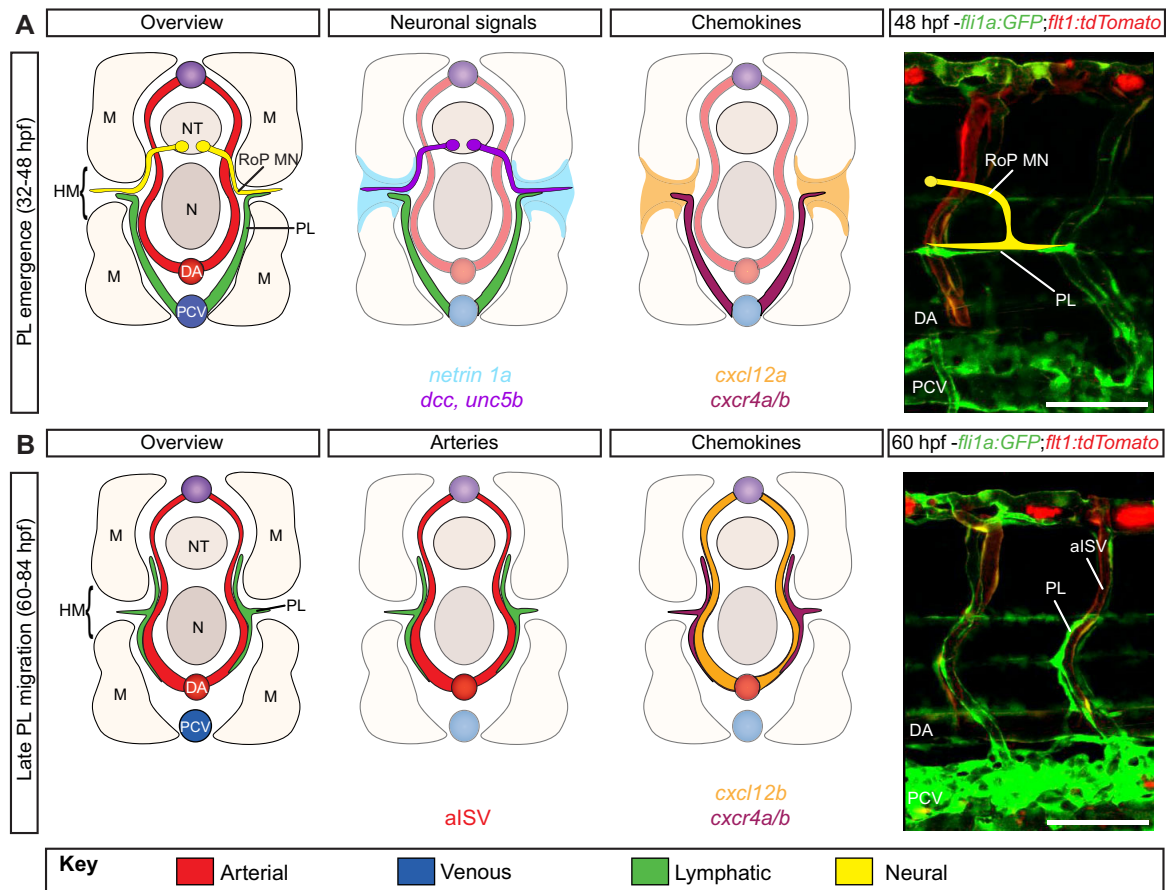 A
Overview
Neuronal signals
Chemokines
48 hpf -fli1a:GFP;flt1:tdTomato
PL emergence (32-48 hpf)
M
M
NT
RoP MN
HM
N
PL
M
DA
M
PCV
netrin 1a
dcc, unc5b
cxcl12a
cxcr4a/b
RoP MN
PL
DA
PCV
B
Overview
Arteries
Chemokines
60 hpf -fli1a:GFP;flt1:tdTomato
Late PL migration (60-84 hpf)
M
M
NT
HM
PL
N
M
DA
M
PCV
aISV
cxcl12b
cxcr4a/b
aISV
PL
DA
PCV
Key
Arterial
Venous
Lymphatic
Neural